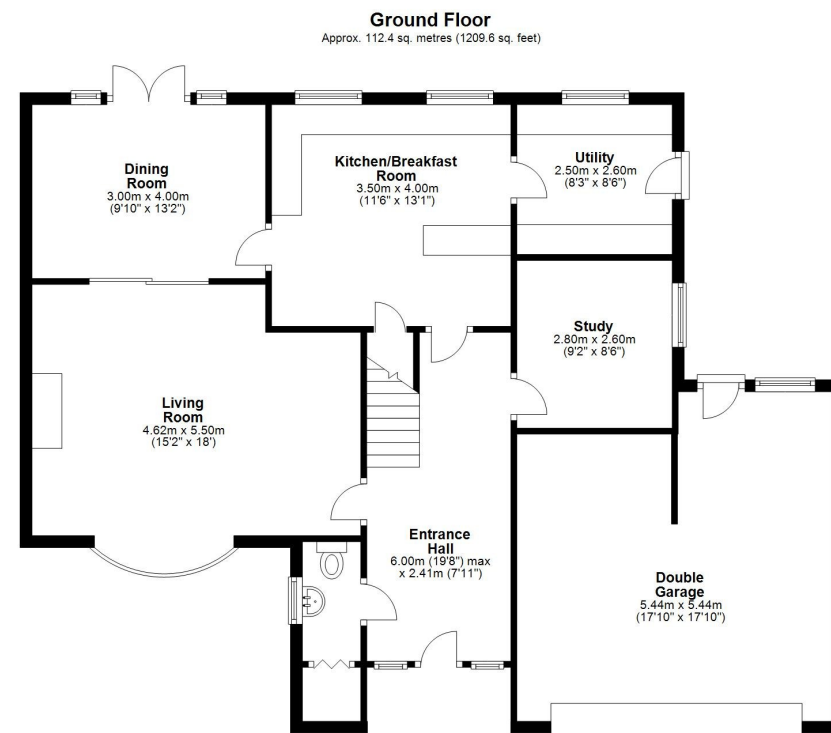 Ground Floor
Approx. 112.4 sq. metres (1209.6 sq. feet)
Dining
Room
3.00m x 4.00m
(9'10" x 13'2")
Kitchen/Breakfast
Room
3.50m x 4.00m
(11'6" x 13'1")
Utility
2.50m x 2.60m
(8'3" x 8'6")
Study
2.80m x 2.60m
(9'2" x 8'6")
Living
Room
4.62m x 5.50m
(15'2" x 18')
Entrance
Hall
6.00m (19'8") max
x 2.41m (7'11")
Double
Garage
5.44m x 5.44m
(17'10" x 17'10")